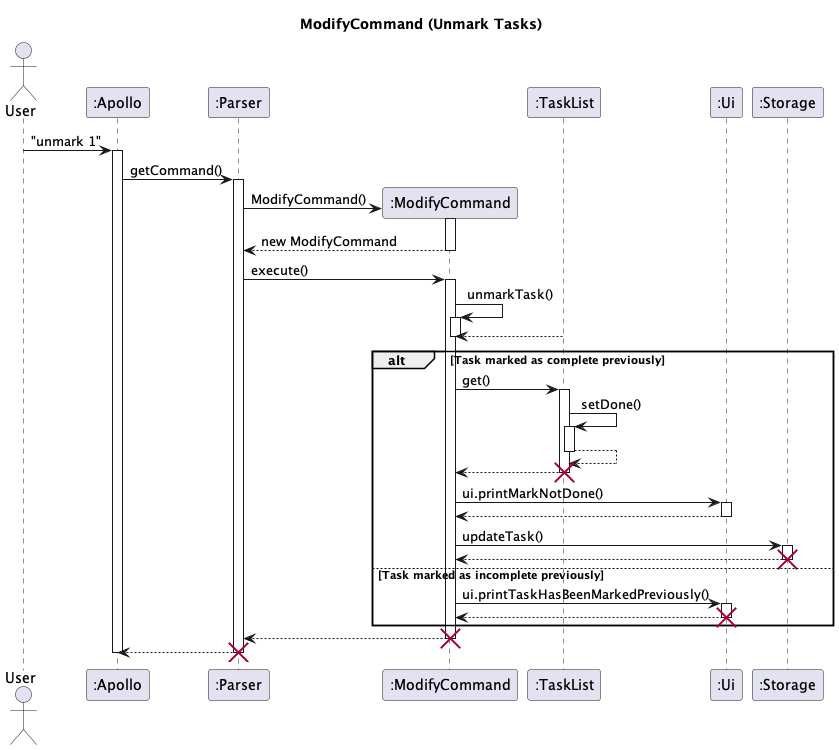 ModifyCommand (Unmark Tasks)
User
:Apollo
:Parser
:TaskList
:Ui
:Storage
"unmark 1"
getCommand()
ModifyCommand()
:ModifyCommand
new ModifyCommand
execute()
unmarkTask()
alt
[Task marked as complete previously]
get()
setDone()
ui.printMarkNotDone()
updateTask()
[Task marked as incomplete previously]
ui.printTaskHasBeenMarkedPreviously()
User
:Apollo
:Parser
:ModifyCommand
:TaskList
:Ui
:Storage